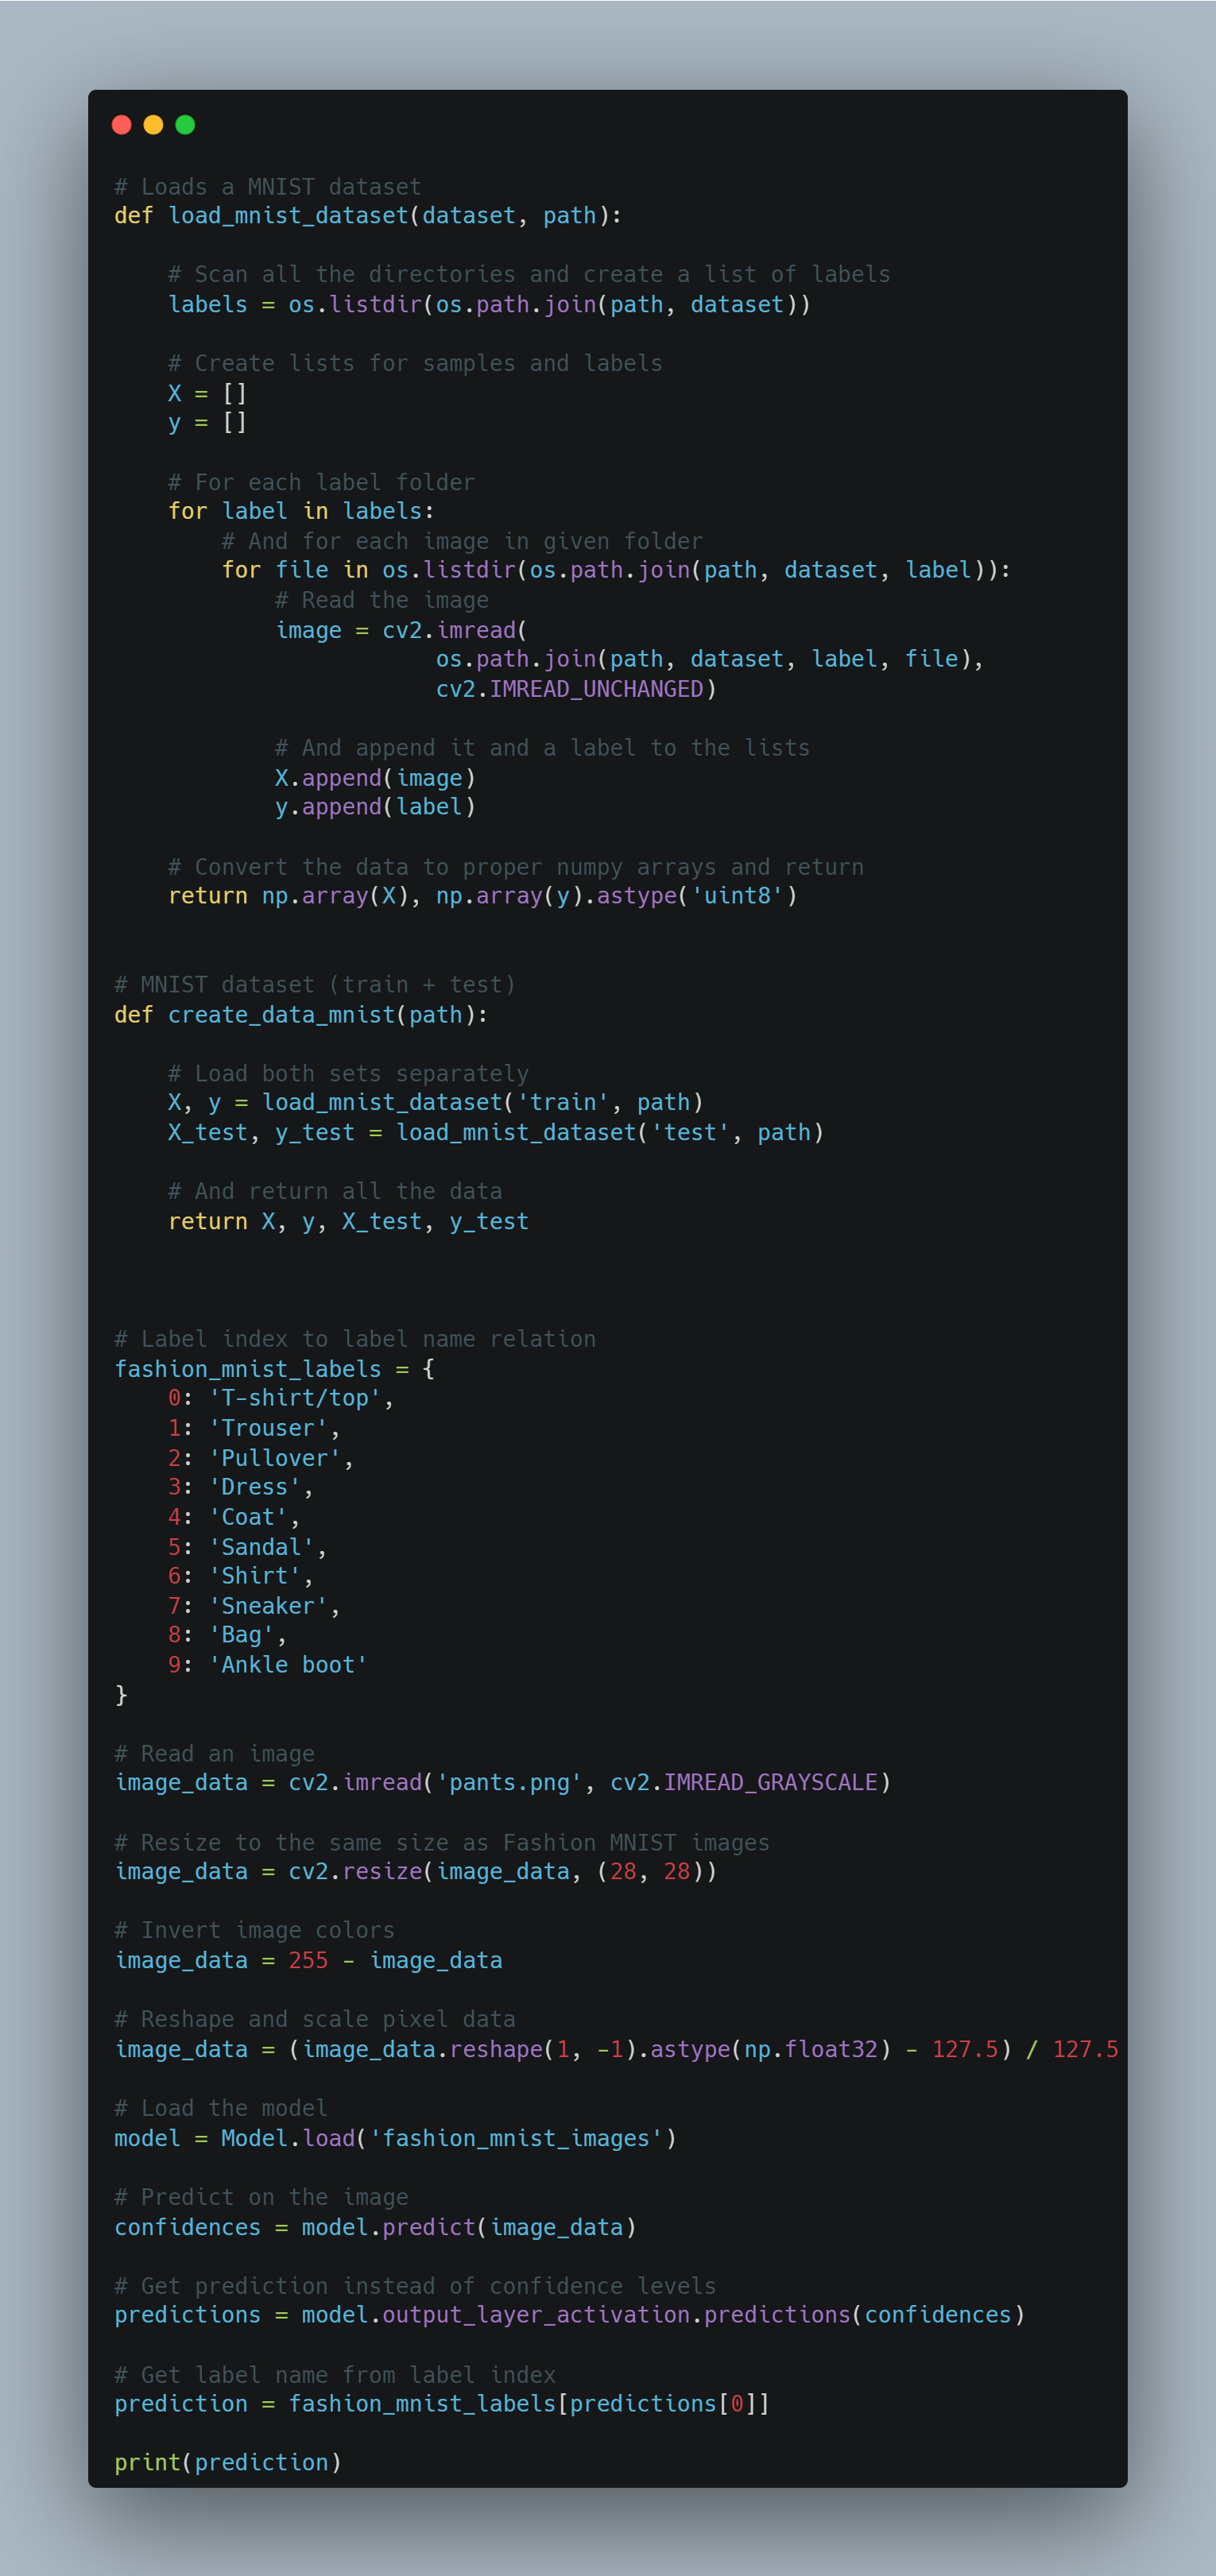 # Loads a MNIST dataset
def load_mnist_dataset(dataset, path):

    # Scan all the directories and create a list of labels
    labels = os.listdir(os.path.join(path, dataset))

    # Create lists for samples and labels
    X = []
    y = []

    # For each label folder
    for label in labels:
        # And for each image in given folder
        for file in os.listdir(os.path.join(path, dataset, label)):
            # Read the image
            image = cv2.imread(
                        os.path.join(path, dataset, label, file),
                        cv2.IMREAD_UNCHANGED)

            # And append it and a label to the lists
            X.append(image)
            y.append(label)

    # Convert the data to proper numpy arrays and return
    return np.array(X), np.array(y).astype('uint8')


# MNIST dataset (train + test)
def create_data_mnist(path):

    # Load both sets separately
    X, y = load_mnist_dataset('train', path)
    X_test, y_test = load_mnist_dataset('test', path)

    # And return all the data
    return X, y, X_test, y_test



# Label index to label name relation
fashion_mnist_labels = {
    0: 'T-shirt/top',
    1: 'Trouser',
    2: 'Pullover',
    3: 'Dress',
    4: 'Coat',
    5: 'Sandal',
    6: 'Shirt',
    7: 'Sneaker',
    8: 'Bag',
    9: 'Ankle boot'
}

# Read an image
image_data = cv2.imread('pants.png', cv2.IMREAD_GRAYSCALE)

# Resize to the same size as Fashion MNIST images
image_data = cv2.resize(image_data, (28, 28))

# Invert image colors
image_data = 255 - image_data

# Reshape and scale pixel data
image_data = (image_data.reshape(1, -1).astype(np.float32) - 127.5) / 127.5

# Load the model
model = Model.load('fashion_mnist_images')

# Predict on the image
confidences = model.predict(image_data)

# Get prediction instead of confidence levels
predictions = model.output_layer_activation.predictions(confidences)

# Get label name from label index
prediction = fashion_mnist_labels[predictions[0]]

print(prediction)